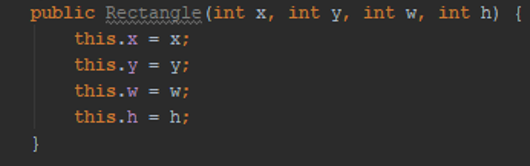 public Rectangle(int x, int y, int w, int h) {
this.x = x;
this.y = y;
this.w = w;
this.h = h;
}